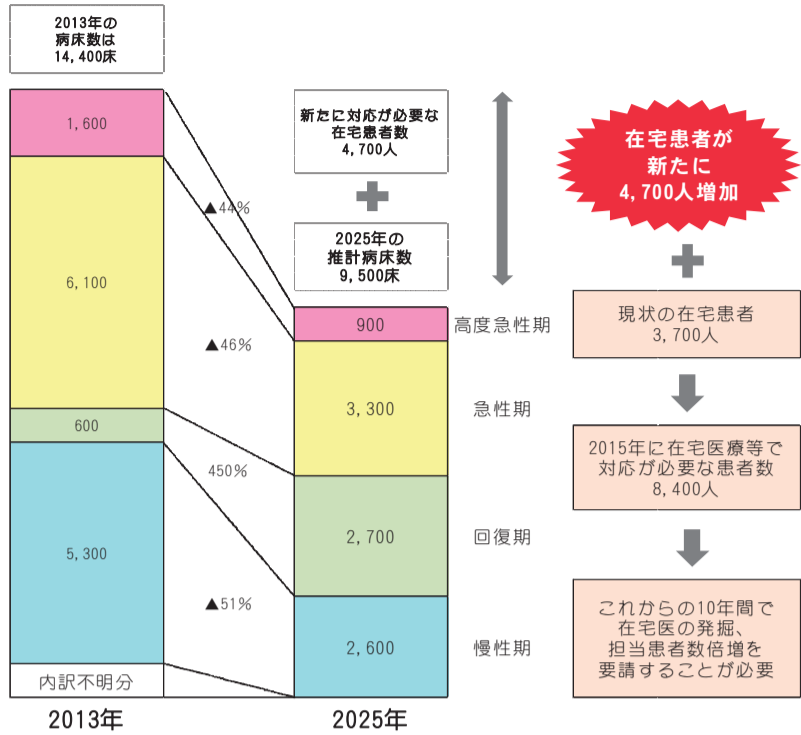 2013年の
病床数は
14,400床
1,600
6,100
600
5,300
内訳不明分
2013年
▲44%
▲46%
450%
▲51%
新たに対応が必要な
在宅患者数
4,700人
2025年の
推計病床数
9,500床
900
3,300
2,700
2,600
2025年
高度急性期
急性期
回復期
慢性期
在宅患者が
新たに
4,700人増加
現状の在宅患者
3,700人
2015年に在宅医療等で
対応が必要な患者数
8,400人
これからの10年間で
在宅医の発掘、
担当患者数倍増を
要請することが必要